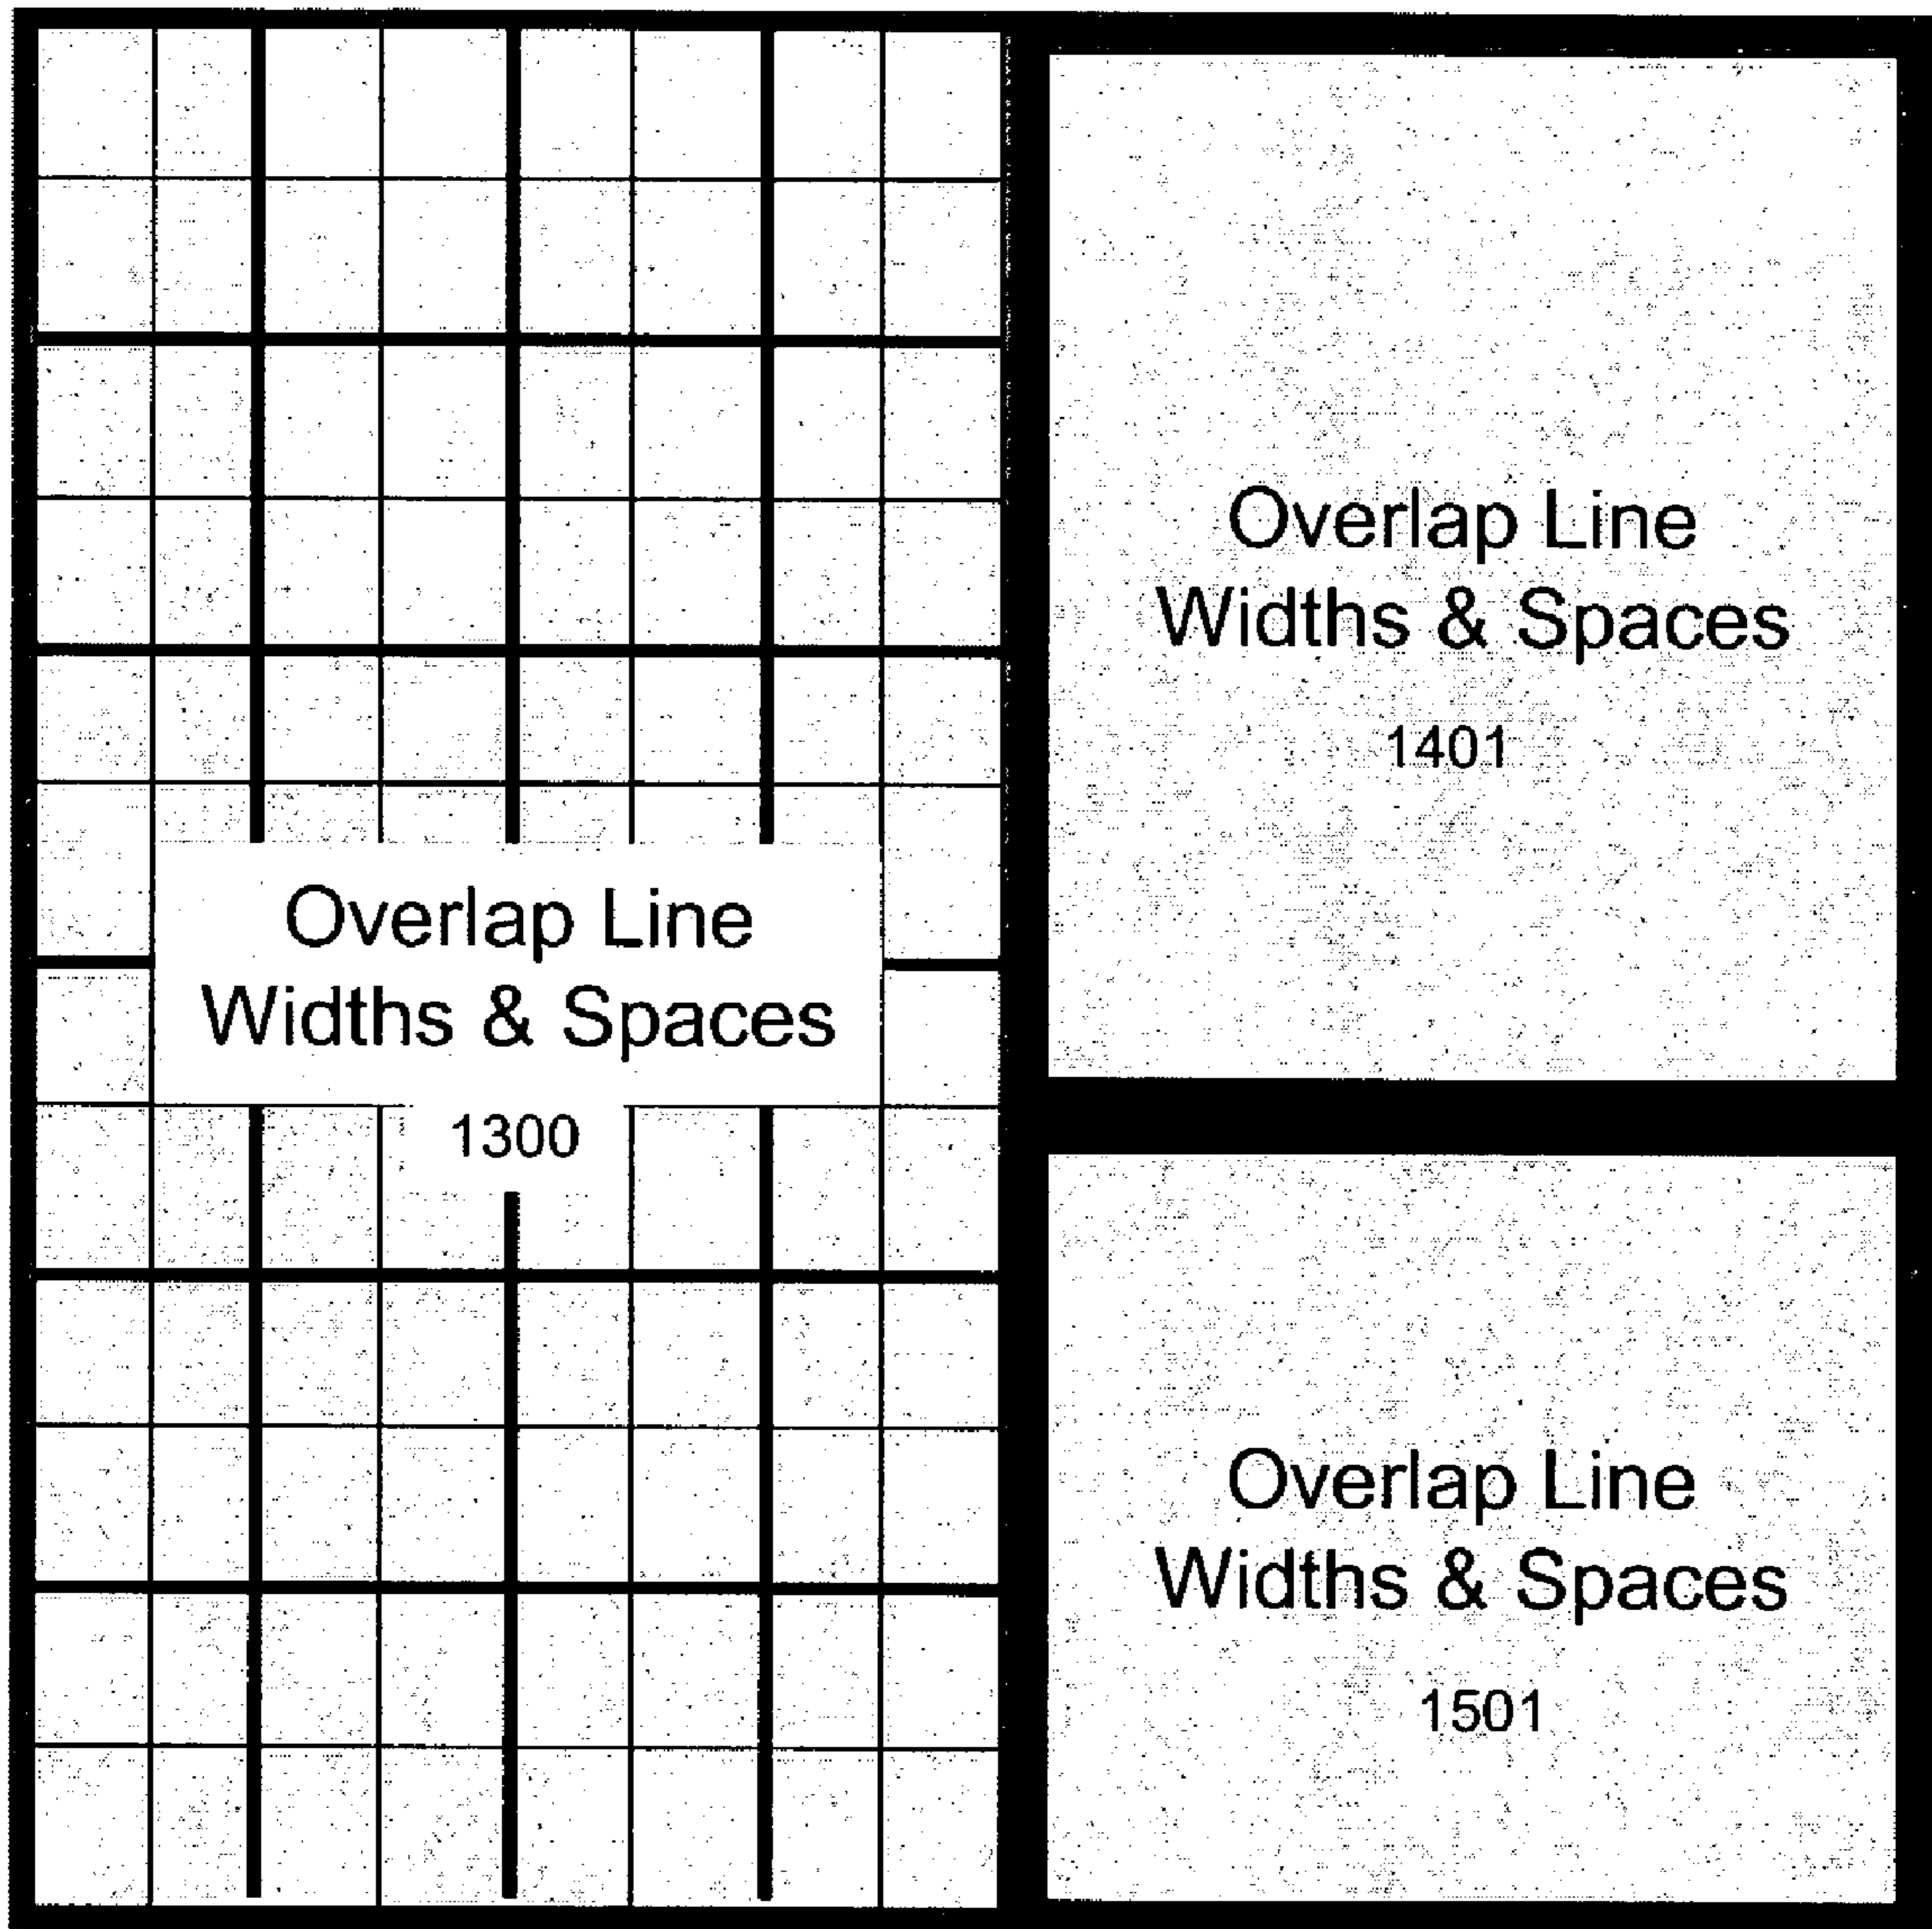 Overlap Line
Widths & Spaces
1300
Overlap Line
Widths & Spaces
1401
Overlap Line
Widths & Spaces
1501